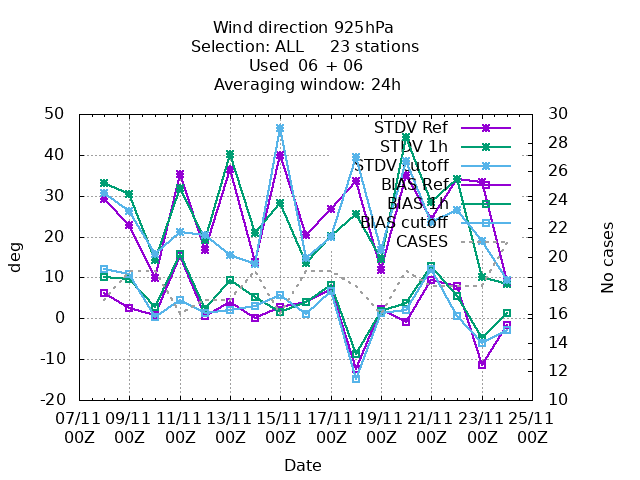 Wind direction 925hPa
Selection: ALL 23 stations
Used 06 + 06
Averaging window: 24h
50
40
30
20
10
0
-10
-20
deg
30
28
26
24
22
20
18
16
14
12
10
No cases
STDV Ref
STDV 1h
STDV cutoff
BIAS Ref
BIAS 1h
BIAS cutoff
CASES
07/11 09/11 11/11 13/11 15/11 17/11 19/11 21/11 23/11 25/11
00Z 00Z 00Z 00Z 00Z 00Z 00Z 00Z 00Z 00Z
Date